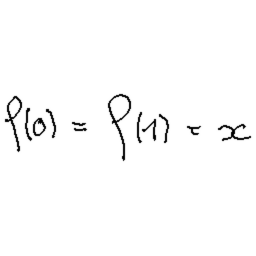 ρ(0) = ρ(1) = x